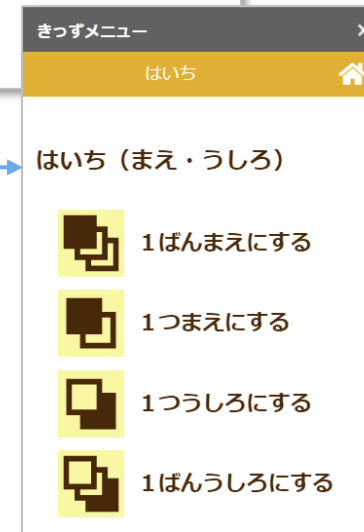 きっずメニュー
はいち
はいち（まえ・うしろ）
1ばんまえにする
1つまえにする
1つうしろにする
1ばんうしろにする